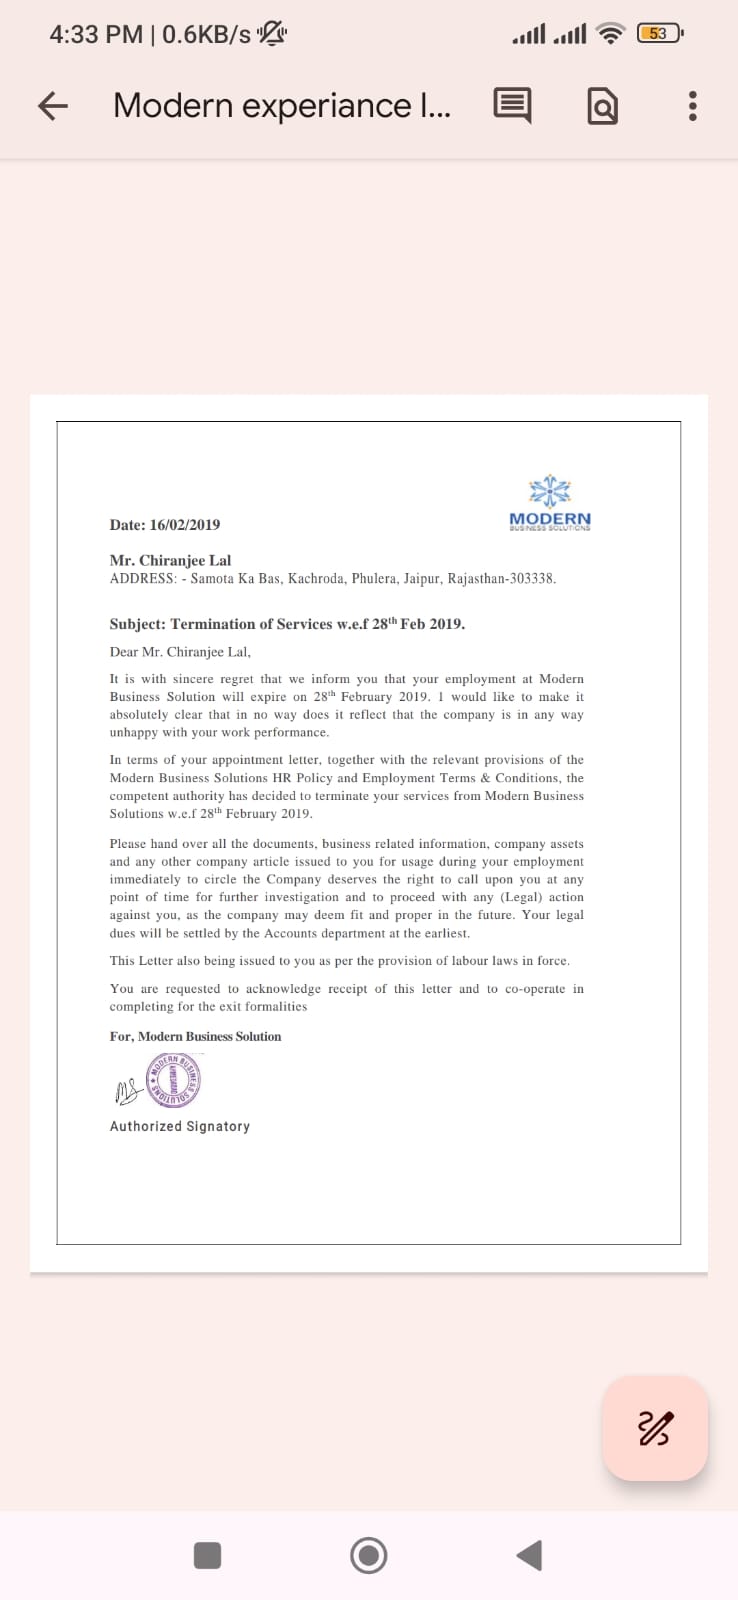 4:33 PM | 0.6KB/s
53
Modern experiance l...
MODERN
BUSINESS SOLUTIONS
Date: 16/02/2019
Mr. Chiranjee Lal
ADDRESS: - Samota Ka Bas, Kachroda, Phulera, Jaipur, Rajasthan-303338.
Subject: Termination of Services w.e.f 28th Feb 2019.
Dear Mr. Chiranjee Lal,
It is with sincere regret that we inform you that your employment at Modern
Business Solution will expire on 28th February 2019. I would like to make it
absolutely clear that in no way does it reflect that the company is in any way
unhappy with your work performance.
In terms of your appointment letter, together with the relevant provisions of the
Modern Business Solutions HR Policy and Employment Terms & Conditions, the
competent authority has decided to terminate your services from Modern Business
Solutions w.e.f 28th February 2019.
Please hand over all the documents, business related information, company assets
and any other company article issued to you for usage during your employment
immediately to circle the Company deserves the right to call upon you at any
point of time for further investigation and to proceed with any (Legal) action
against you, as the company may deem fit and proper in the future. Your legal
dues will be settled by the Accounts department at the earliest.
This Letter also being issued to you as per the provision of labour laws in force.
You are requested to acknowledge receipt of this letter and to co-operate in
completing for the exit formalities
For, Modern Business Solution
MODERN BUSINESS SOLUTIONS
Authorized Signatory